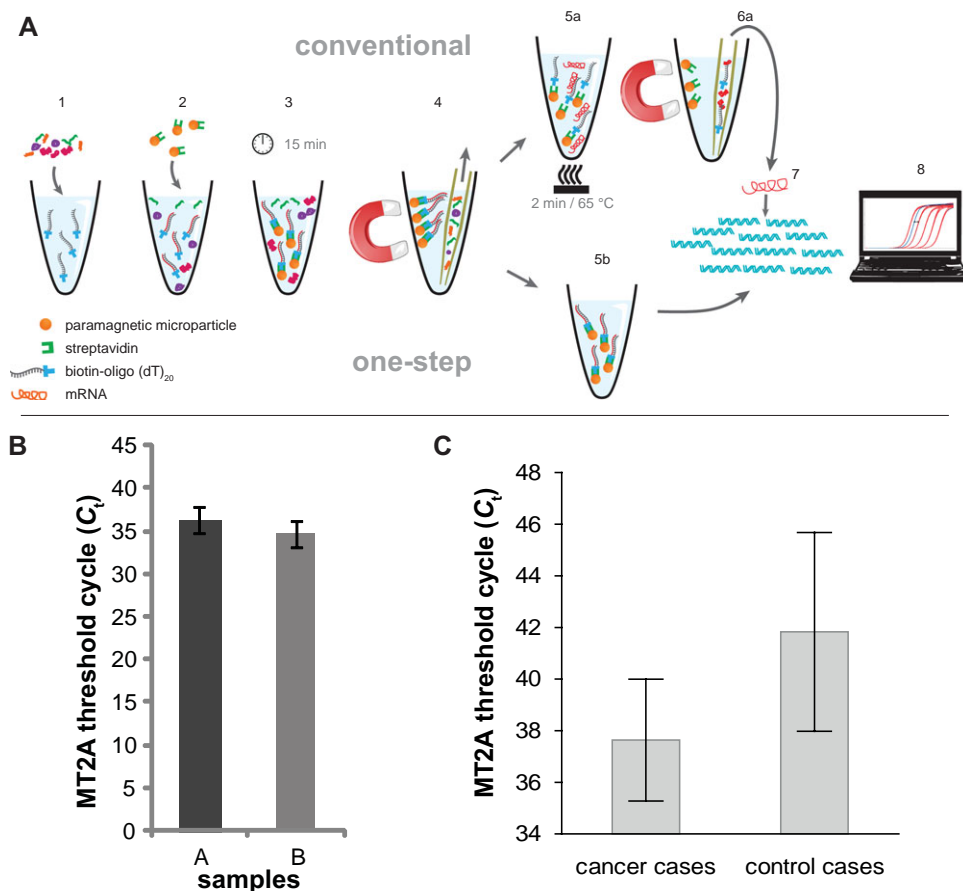 A
conventional
1
2
3
15 min
4
5a
2 min / 65 °C
6a
7
8
5b
one-step
paramagnetic microparticle
streptavidin
biotin-oligo (dT)20
mRNA
B
MT2A threshold cycle (Ct)
45
40
35
30
25
20
15
10
5
0
A B
samples
C
MT2A threshold cycle (Ct)
48
46
44
42
40
38
36
34
cancer cases control cases